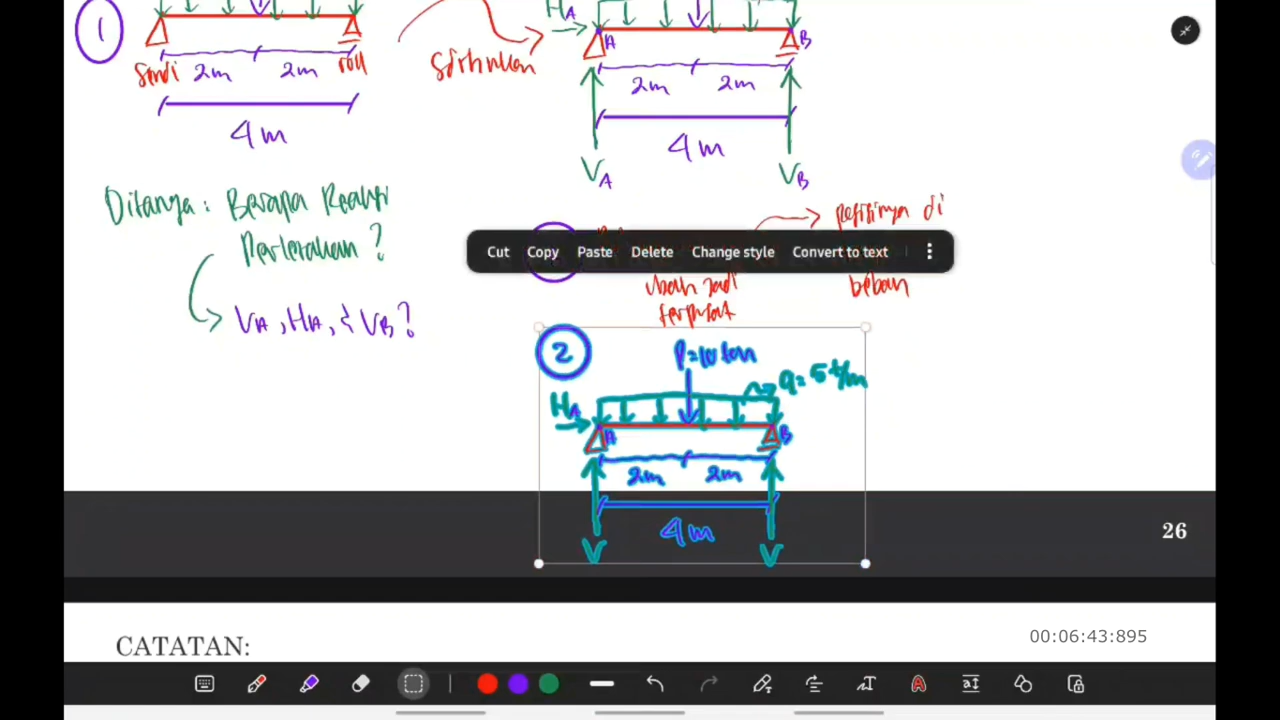 1
Sendi 2m 2m roll
4m
Ditanya: Berapa Reaksi
Perletakan?
VA, HA, & VB?
HA
A
B
2m 2m
4m
VA
VB
posisinya di
beban
ubah jadi
terpusat
Cut Copy Paste Delete Change style Convert to text
2
P=10 ton
q=5 t/m
HA
A
B
2m 2m
4m
V
V
26
CATATAN:
00:06:43:895